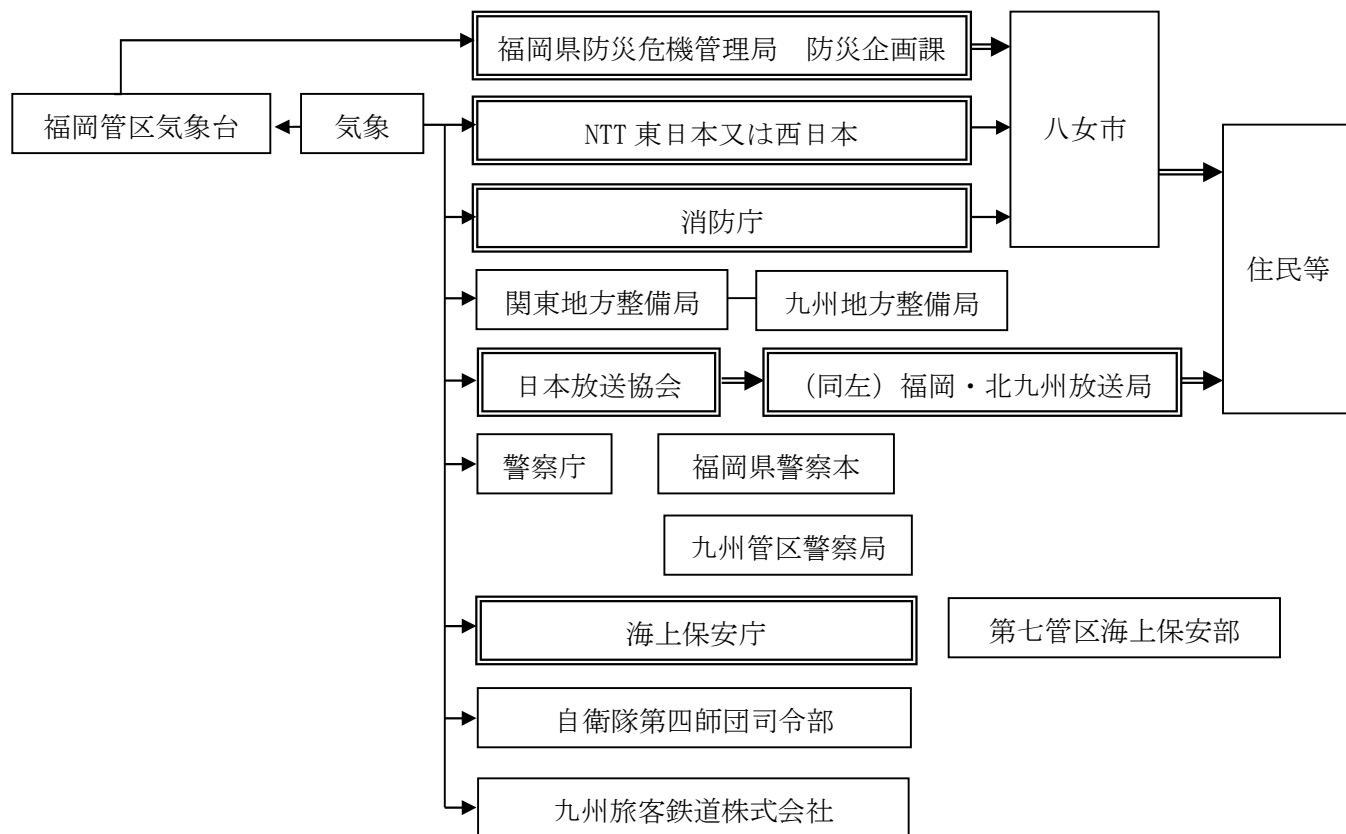 福岡県防災危機管理局　防災企画課
福岡管区気象台
気象
NTT 東日本又は西日本
八女市
消防庁
住民等
関東地方整備局
九州地方整備局
日本放送協会
（同左）福岡・北九州放送局
警察庁
福岡県警察本
九州管区警察局
海上保安庁
第七管区海上保安部
自衛隊第四師団司令部
九州旅客鉄道株式会社